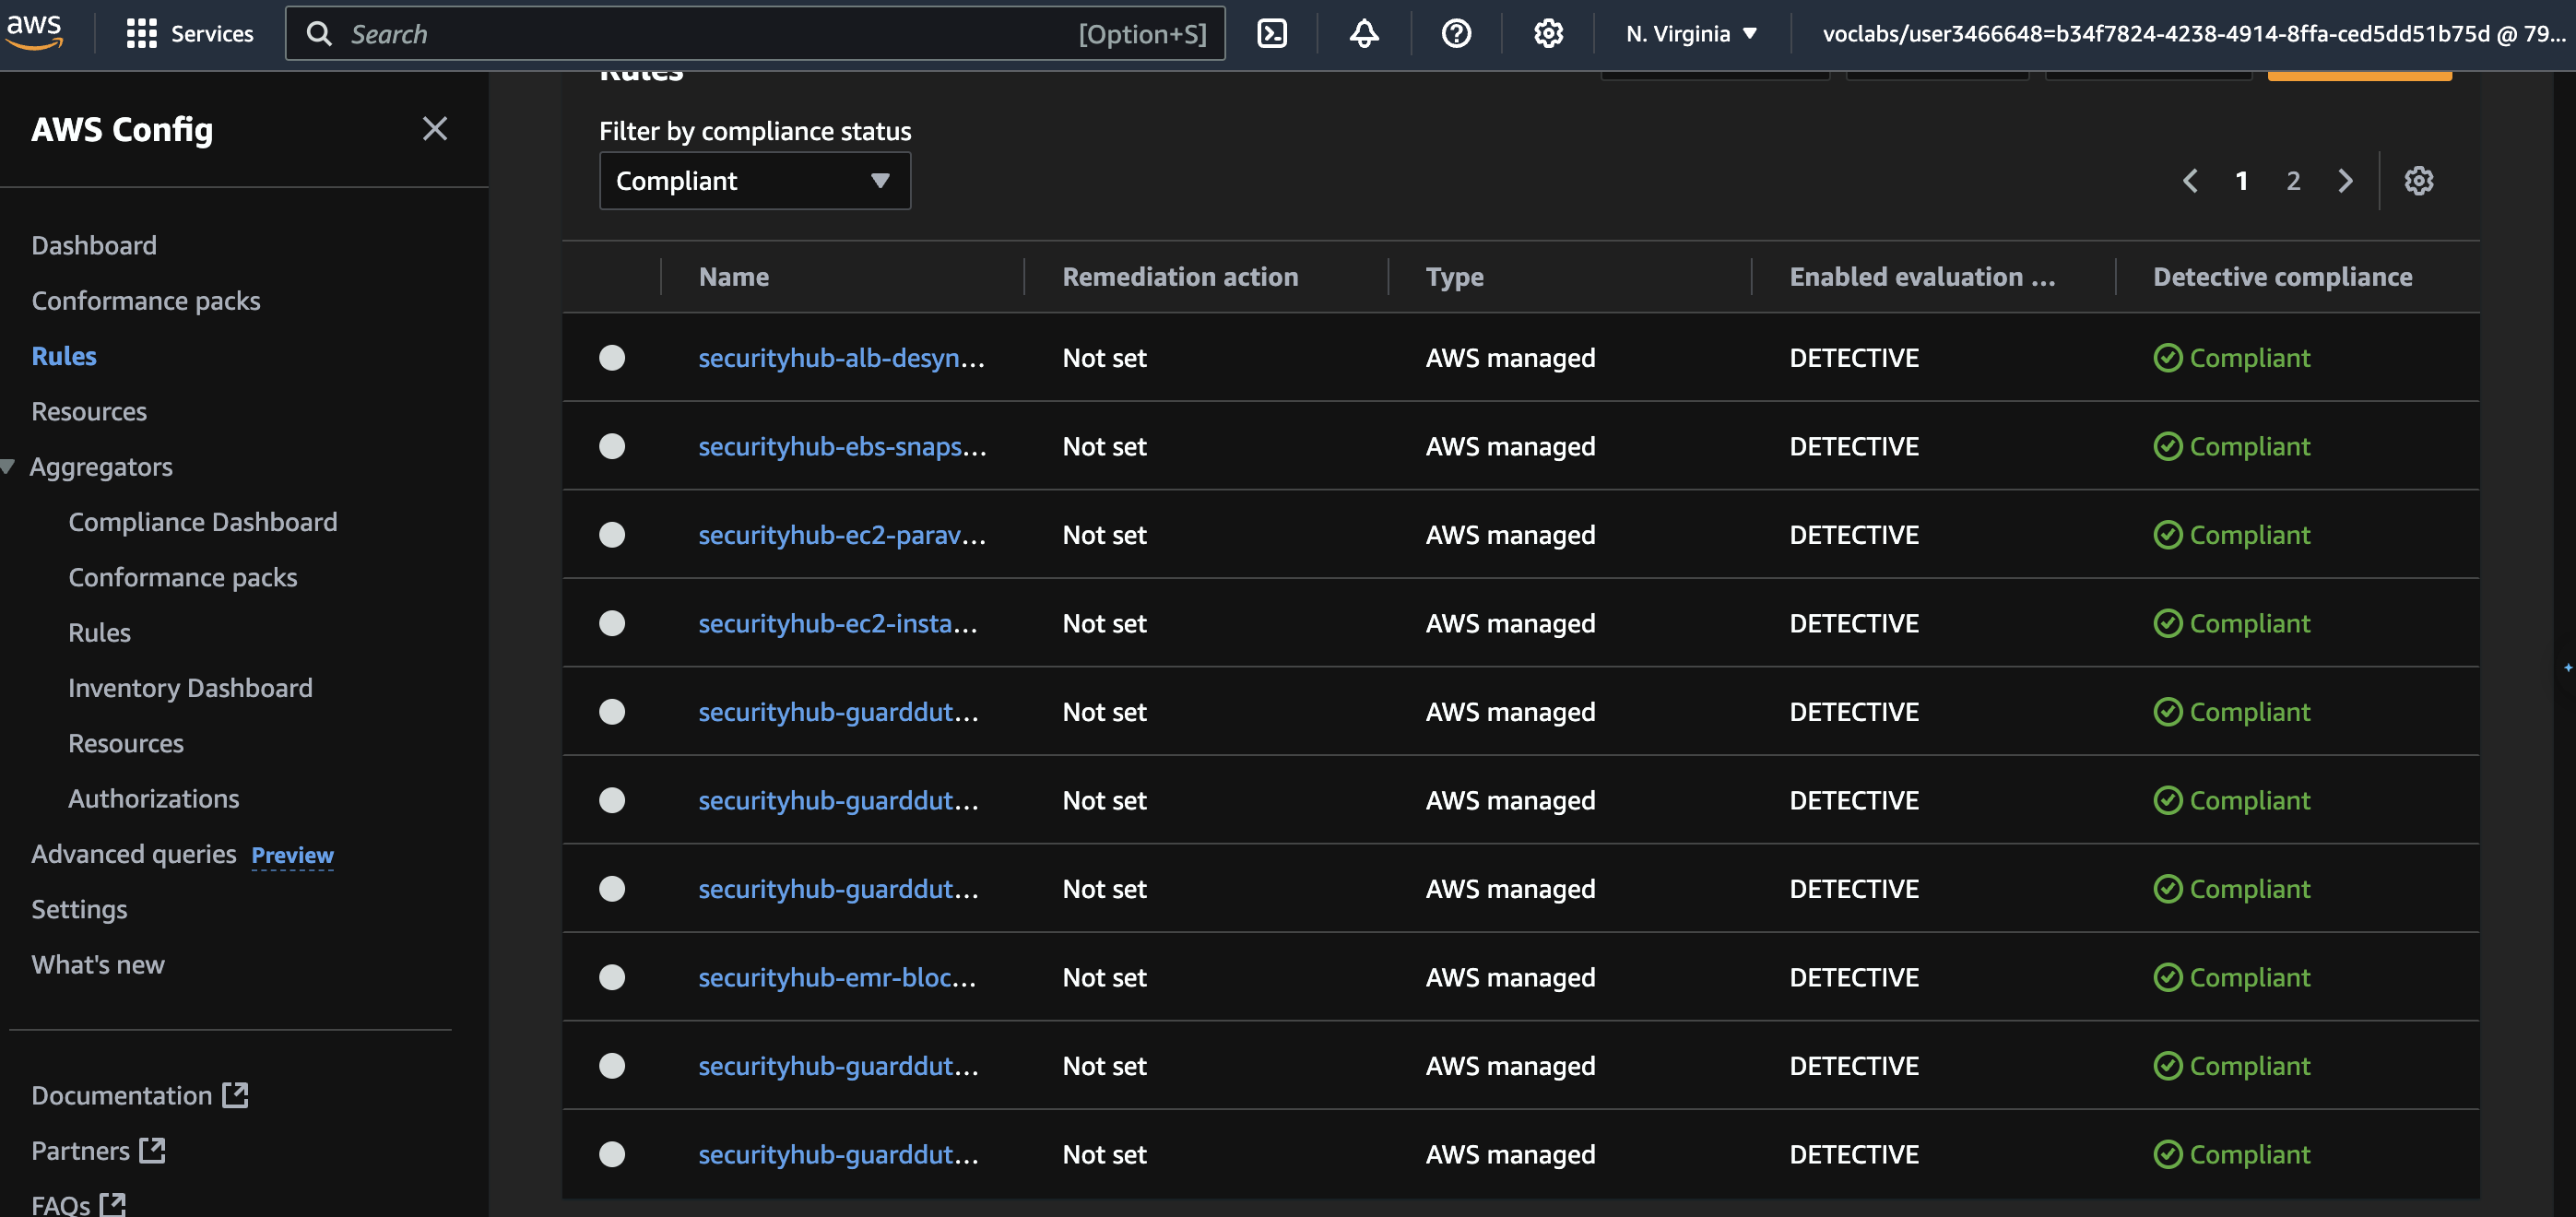 aws
Services
Search
[Option+S]
N. Virginia
voclabs/user3466648=b34f7824-4238-4914-8ffa-ced5dd51b75d @ 79...
AWS Config
Dashboard
Conformance packs
Rules
Resources
Aggregators
Compliance Dashboard
Conformance packs
Rules
Inventory Dashboard
Resources
Authorizations
Advanced queries Preview
Settings
What's new
Documentation
Partners
FAQs
Rules
Filter by compliance status
Compliant
1 2
Name Remediation action Type Enabled evaluation ... Detective compliance
securityhub-alb-desyn... Not set AWS managed DETECTIVE Compliant
securityhub-ebs-snaps... Not set AWS managed DETECTIVE Compliant
securityhub-ec2-parav... Not set AWS managed DETECTIVE Compliant
securityhub-ec2-insta... Not set AWS managed DETECTIVE Compliant
securityhub-guarddut... Not set AWS managed DETECTIVE Compliant
securityhub-guarddut... Not set AWS managed DETECTIVE Compliant
securityhub-guarddut... Not set AWS managed DETECTIVE Compliant
securityhub-emr-bloc... Not set AWS managed DETECTIVE Compliant
securityhub-guarddut... Not set AWS managed DETECTIVE Compliant
securityhub-guarddut... Not set AWS managed DETECTIVE Compliant